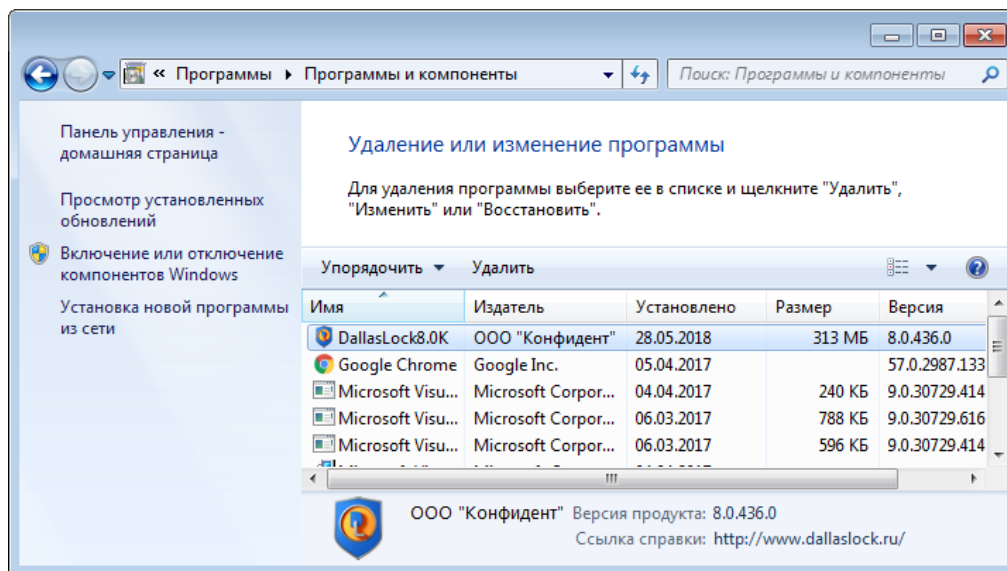 « Программы ▸ Программы и компоненты
Поиск: Программы и компоненты
Панель управления -
домашняя страница
Просмотр установленных
обновлений
Включение или отключение
компонентов Windows
Установка новой программы
из сети
Удаление или изменение программы
Для удаления программы выберите ее в списке и щелкните "Удалить",
"Изменить" или "Восстановить".
Упорядочить Удалить
Имя Издатель Установлено Размер Версия
DallasLock8.0K ООО "Конфидент" 28.05.2018 313 МБ 8.0.436.0
Google Chrome Google Inc. 05.04.2017 57.0.2987.133
Microsoft Visu... Microsoft Corpor... 04.04.2017 240 КБ 9.0.30729.414
Microsoft Visu... Microsoft Corpor... 06.03.2017 788 КБ 9.0.30729.616
Microsoft Visu... Microsoft Corpor... 06.03.2017 596 КБ 9.0.30729.414
ООО "Конфидент" Версия продукта: 8.0.436.0
Ссылка справки: http://www.dallaslock.ru/